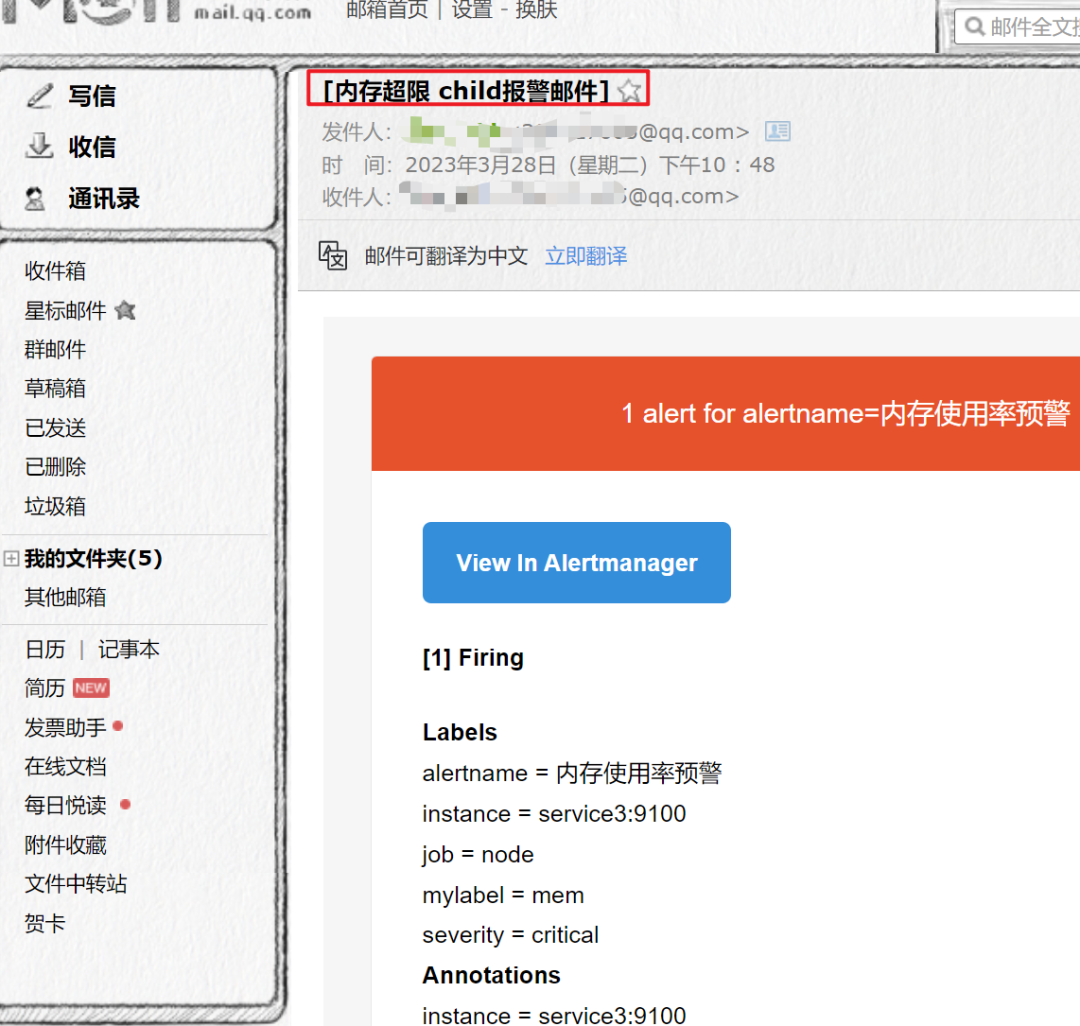 mail.qq.com
邮箱首页 | 设置 - 换肤
邮件全文
写信
收信
通讯录
收件箱
星标邮件
群邮件
草稿箱
已发送
已删除
垃圾箱
我的文件夹(5)
其他邮箱
日历 | 记事本
简历 NEW
发票助手
在线文档
每日悦读
附件收藏
文件中转站
贺卡
[内存超限 child报警邮件]
发件人: @qq.com>
时 间: 2023年3月28日 (星期二) 下午10:48
收件人: @qq.com>
邮件可翻译为中文 立即翻译
1 alert for alertname=内存使用率预警
View In Alertmanager
[1] Firing
Labels
alertname = 内存使用率预警
instance = service3:9100
job = node
mylabel = mem
severity = critical
Annotations
instance = service3:9100